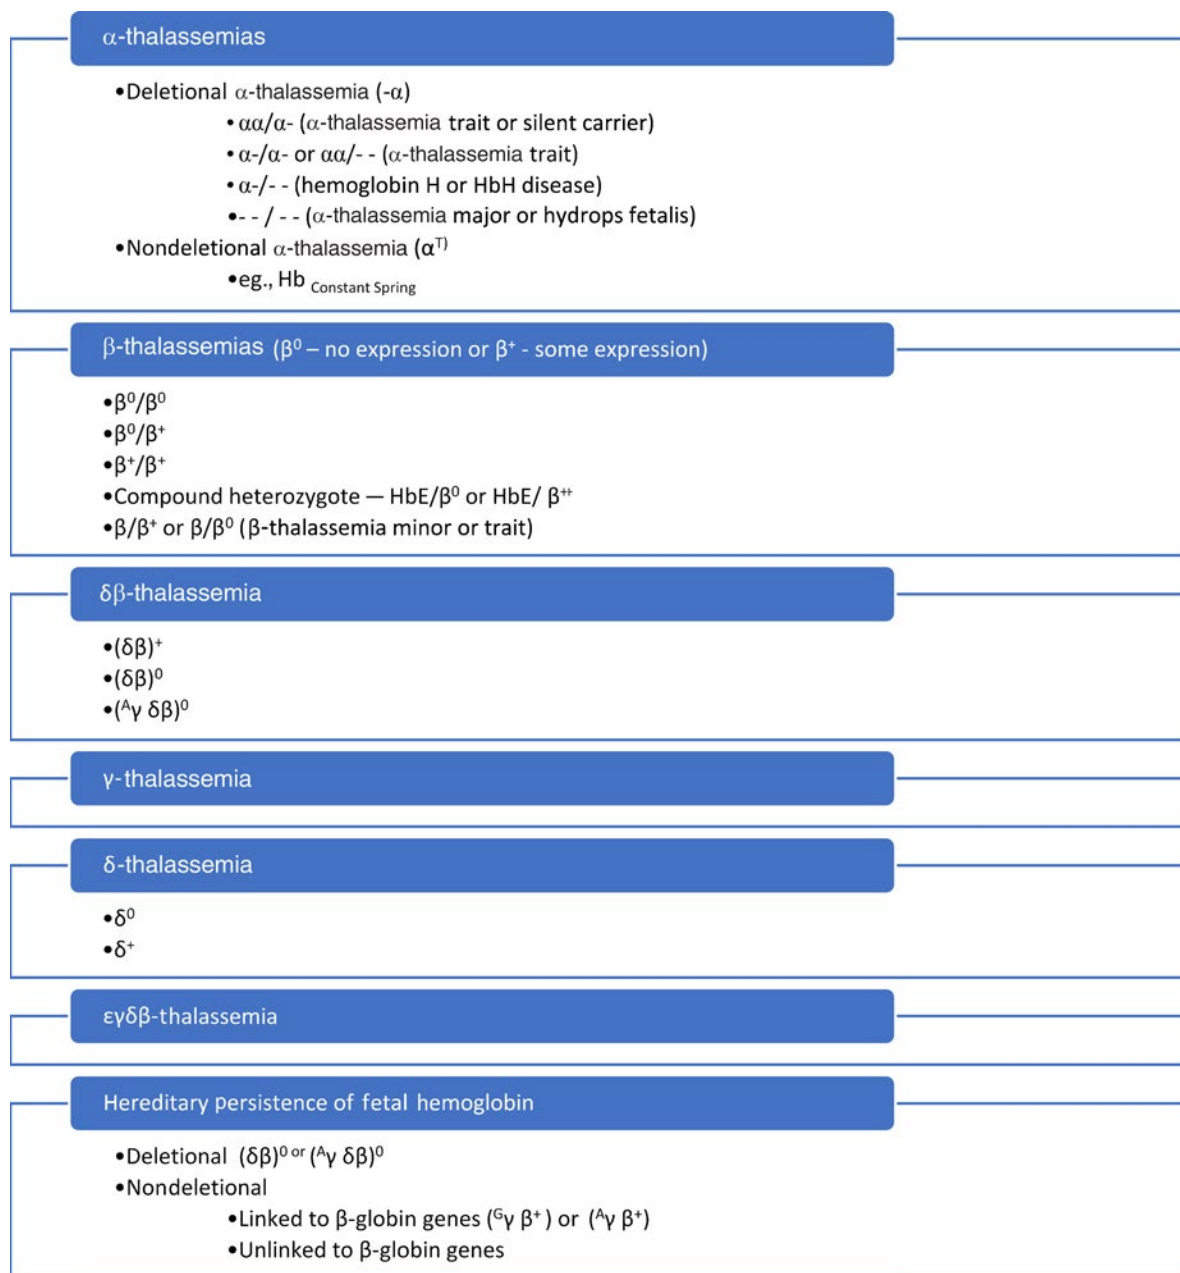 α-thalassemias
•Deletional α-thalassemia (-α)
•αα/α- (α-thalassemia trait or silent carrier)
•α-/α- or αα/- - (α-thalassemia trait)
•α-/- - (hemoglobin H or HbH disease)
•- - / - - (α-thalassemia major or hydrops fetalis)
•Nondeletional α-thalassemia (αᵀ⁾
•eg., Hb Constant Spring
β-thalassemias (β⁰ – no expression or β⁺ - some expression)
•β⁰/β⁰
•β⁰/β⁺
•β⁺/β⁺
•Compound heterozygote — HbE/β⁰ or HbE/ β⁺⁺
•β/β⁺ or β/β⁰ (β-thalassemia minor or trait)
δβ-thalassemia
•(δβ)⁺
•(δβ)⁰
•(ᴬγ δβ)⁰
γ-thalassemia
δ-thalassemia
•δ⁰
•δ⁺
εγδβ-thalassemia
Hereditary persistence of fetal hemoglobin
•Deletional (δβ)⁰ ᵒʳ (ᴬγ δβ)⁰
•Nondeletional
•Linked to β-globin genes (ᴳγ β⁺ ) or (ᴬγ β⁺)
•Unlinked to β-globin genes